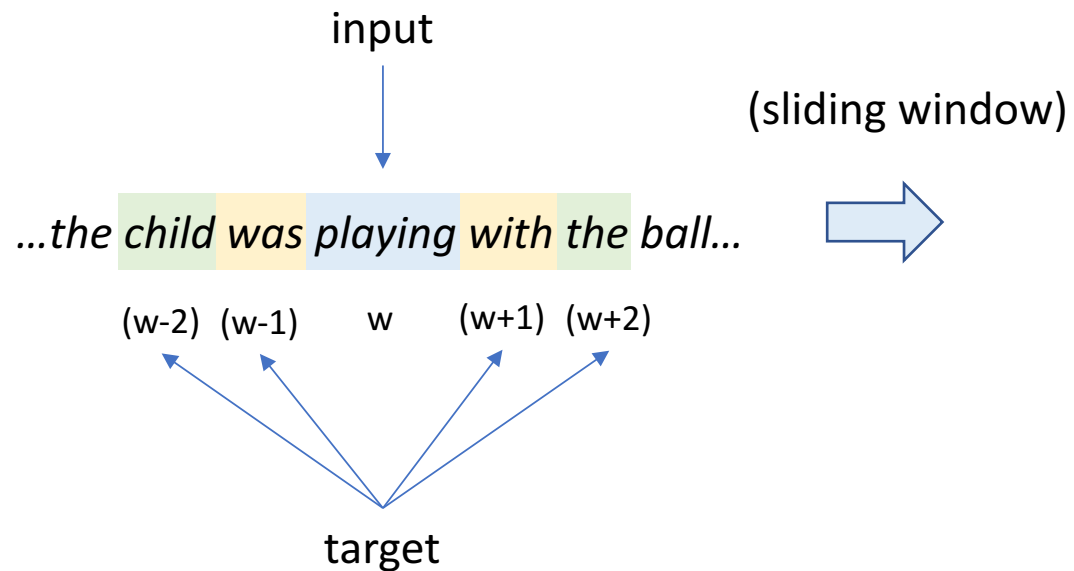 input
(sliding window)
...the child was playing with the ball...
(w-2) (w-1) w (w+1) (w+2)
target